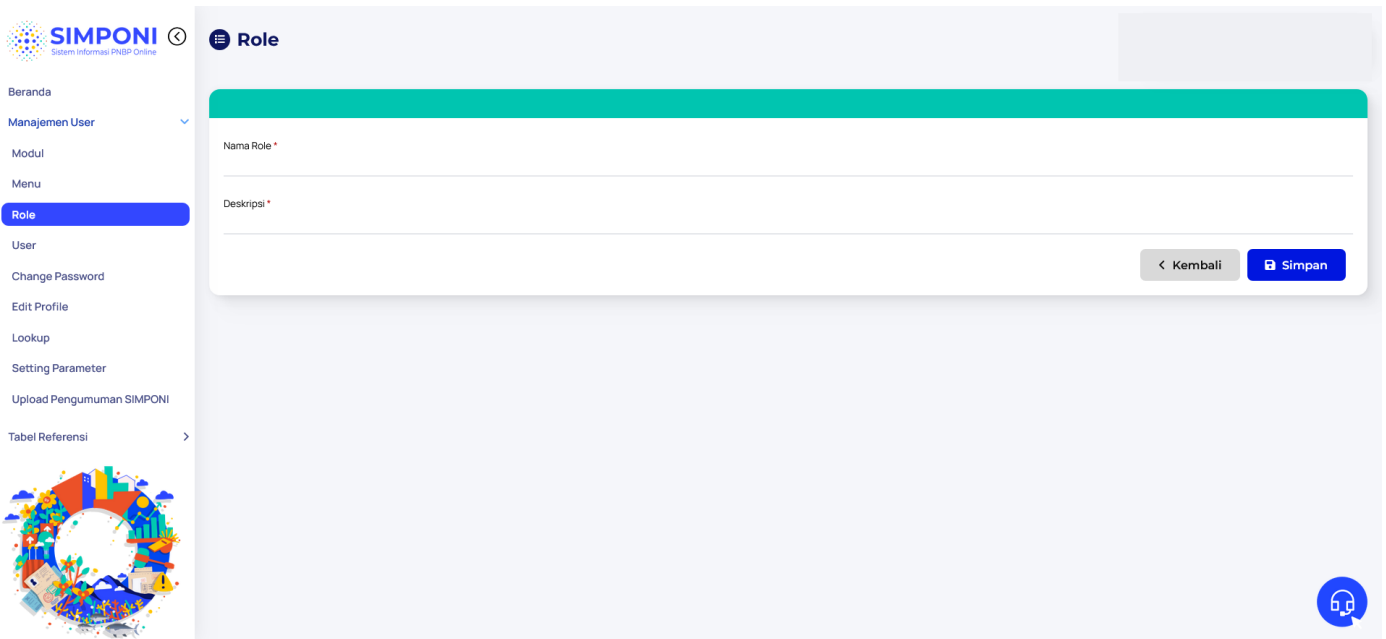 SIMPONI
Sistem Informasi PNBP Online
Beranda
Manajemen User
Modul
Menu
Role
User
Change Password
Edit Profile
Lookup
Setting Parameter
Upload Pengumuman SIMPONI
Tabel Referensi
Role
Nama Role *
Deskripsi *
Kembali
Simpan